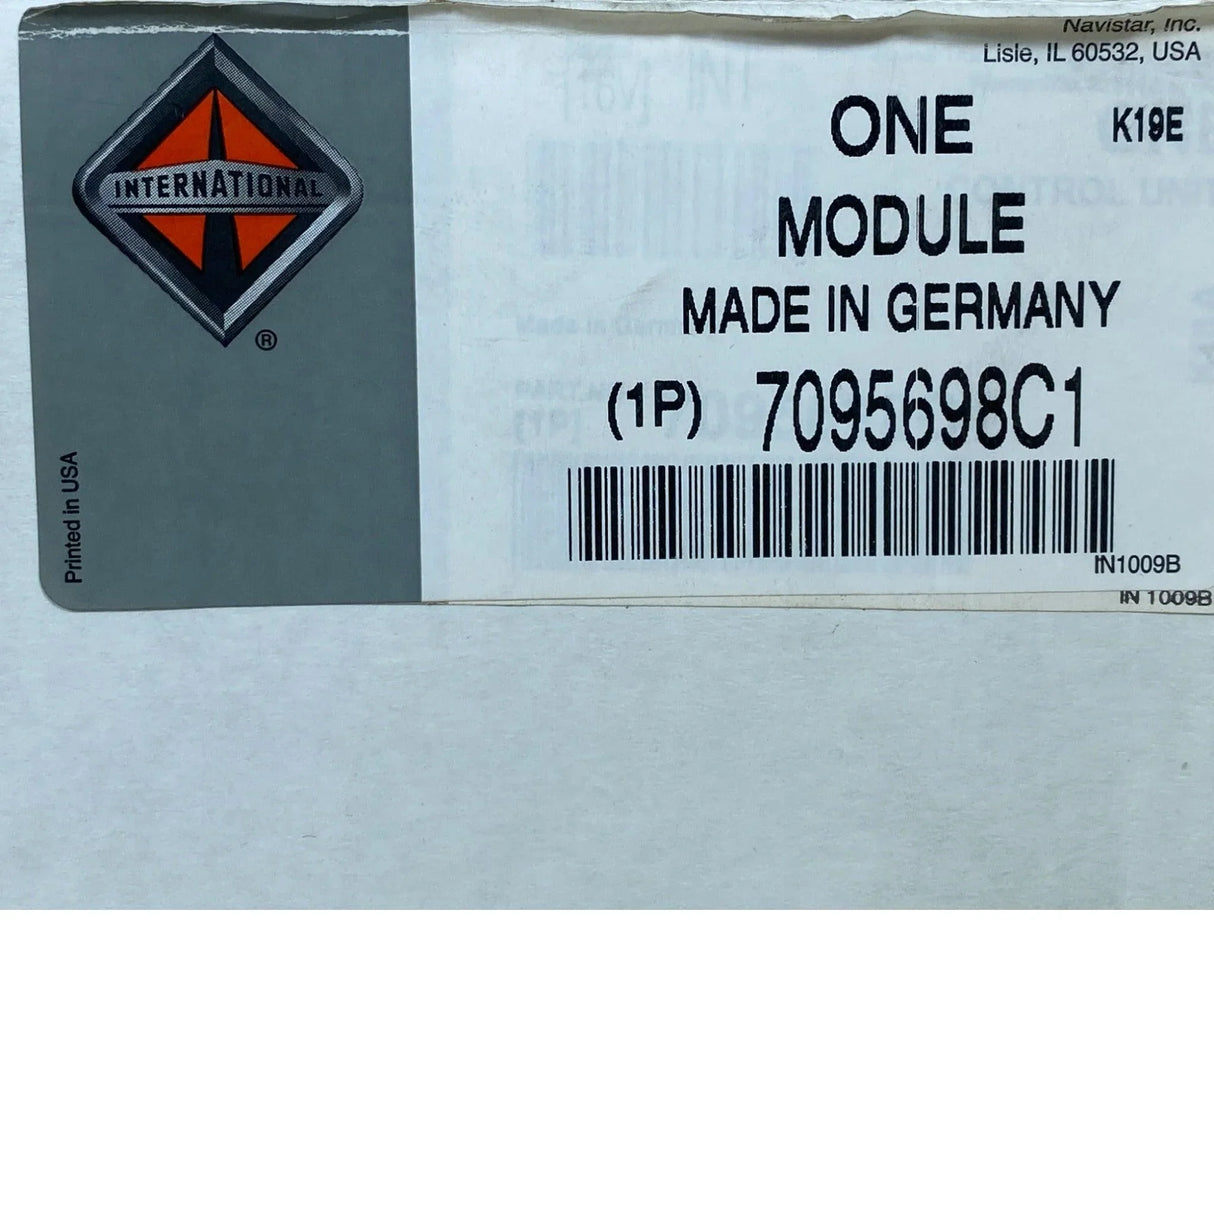 Navistar, Inc.
Lisle, IL 60532, USA
INTERNATIONAL
®
ONE
K19E
MODULE
MADE IN GERMANY
(1P) 7095698C1
Printed in USA
IN1009B
IN 1009B